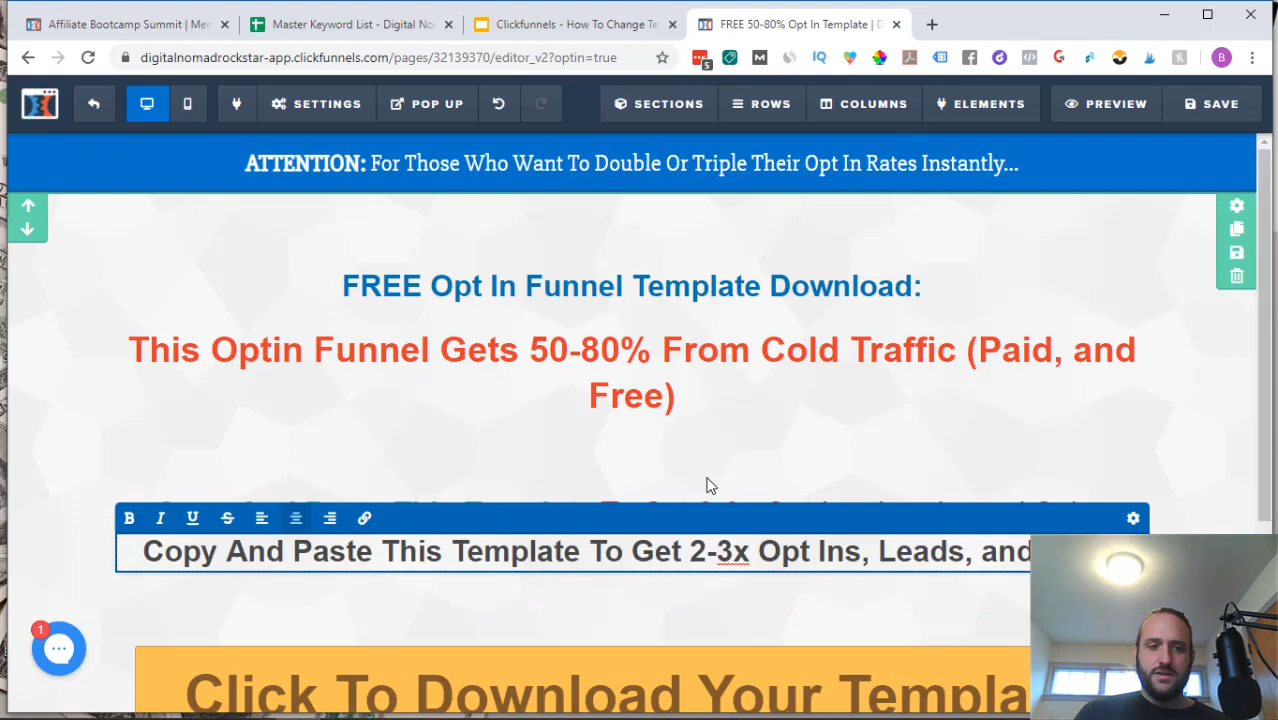 Affiliate Bootcamp Summit | Mer
Master Keyword List - Digital No
Clickfunnels - How To Change Te
FREE 50-80% Opt In Template | D
digitalnomadrockstar-app.clickfunnels.com/pages/32139370/editor_v2?optin=true
5
M
IQ
G
B
SETTINGS
POP UP
SECTIONS
ROWS
COLUMNS
ELEMENTS
PREVIEW
SAVE
ATTENTION: For Those Who Want To Double Or Triple Their Opt In Rates Instantly...
FREE Opt In Funnel Template Download:
This Optin Funnel Gets 50-80% From Cold Traffic (Paid, and
Free)
B I U S
Copy And Paste This Template To Get 2-3x Opt Ins, Leads, and
1
Click To Download Your Templa